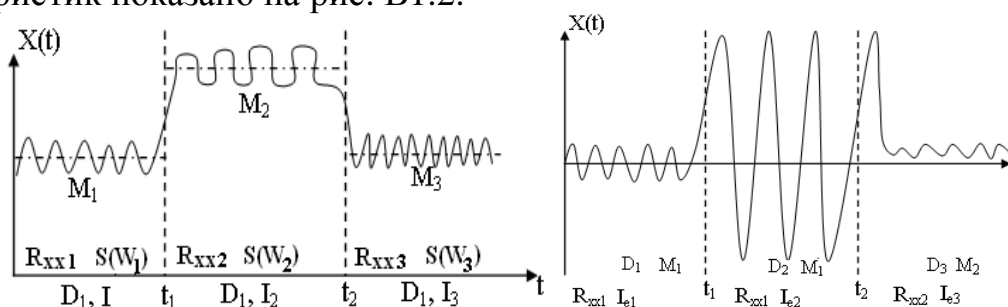 ристик показано на рис. В1.2.
X(t)
M₂
M₁
M₃
Rxx1 S(W₁) Rxx2 S(W₂) Rxx3 S(W₃)
t
D₁, I t₁ D₁, I₂ t₂ D₁, I₃
X(t)
D₁ M₁ D₂ M₁ D₃ M₂
Rxx1 Ie1 t₁ Rxx1 Ie2 t₂ Rxx2 Ie3